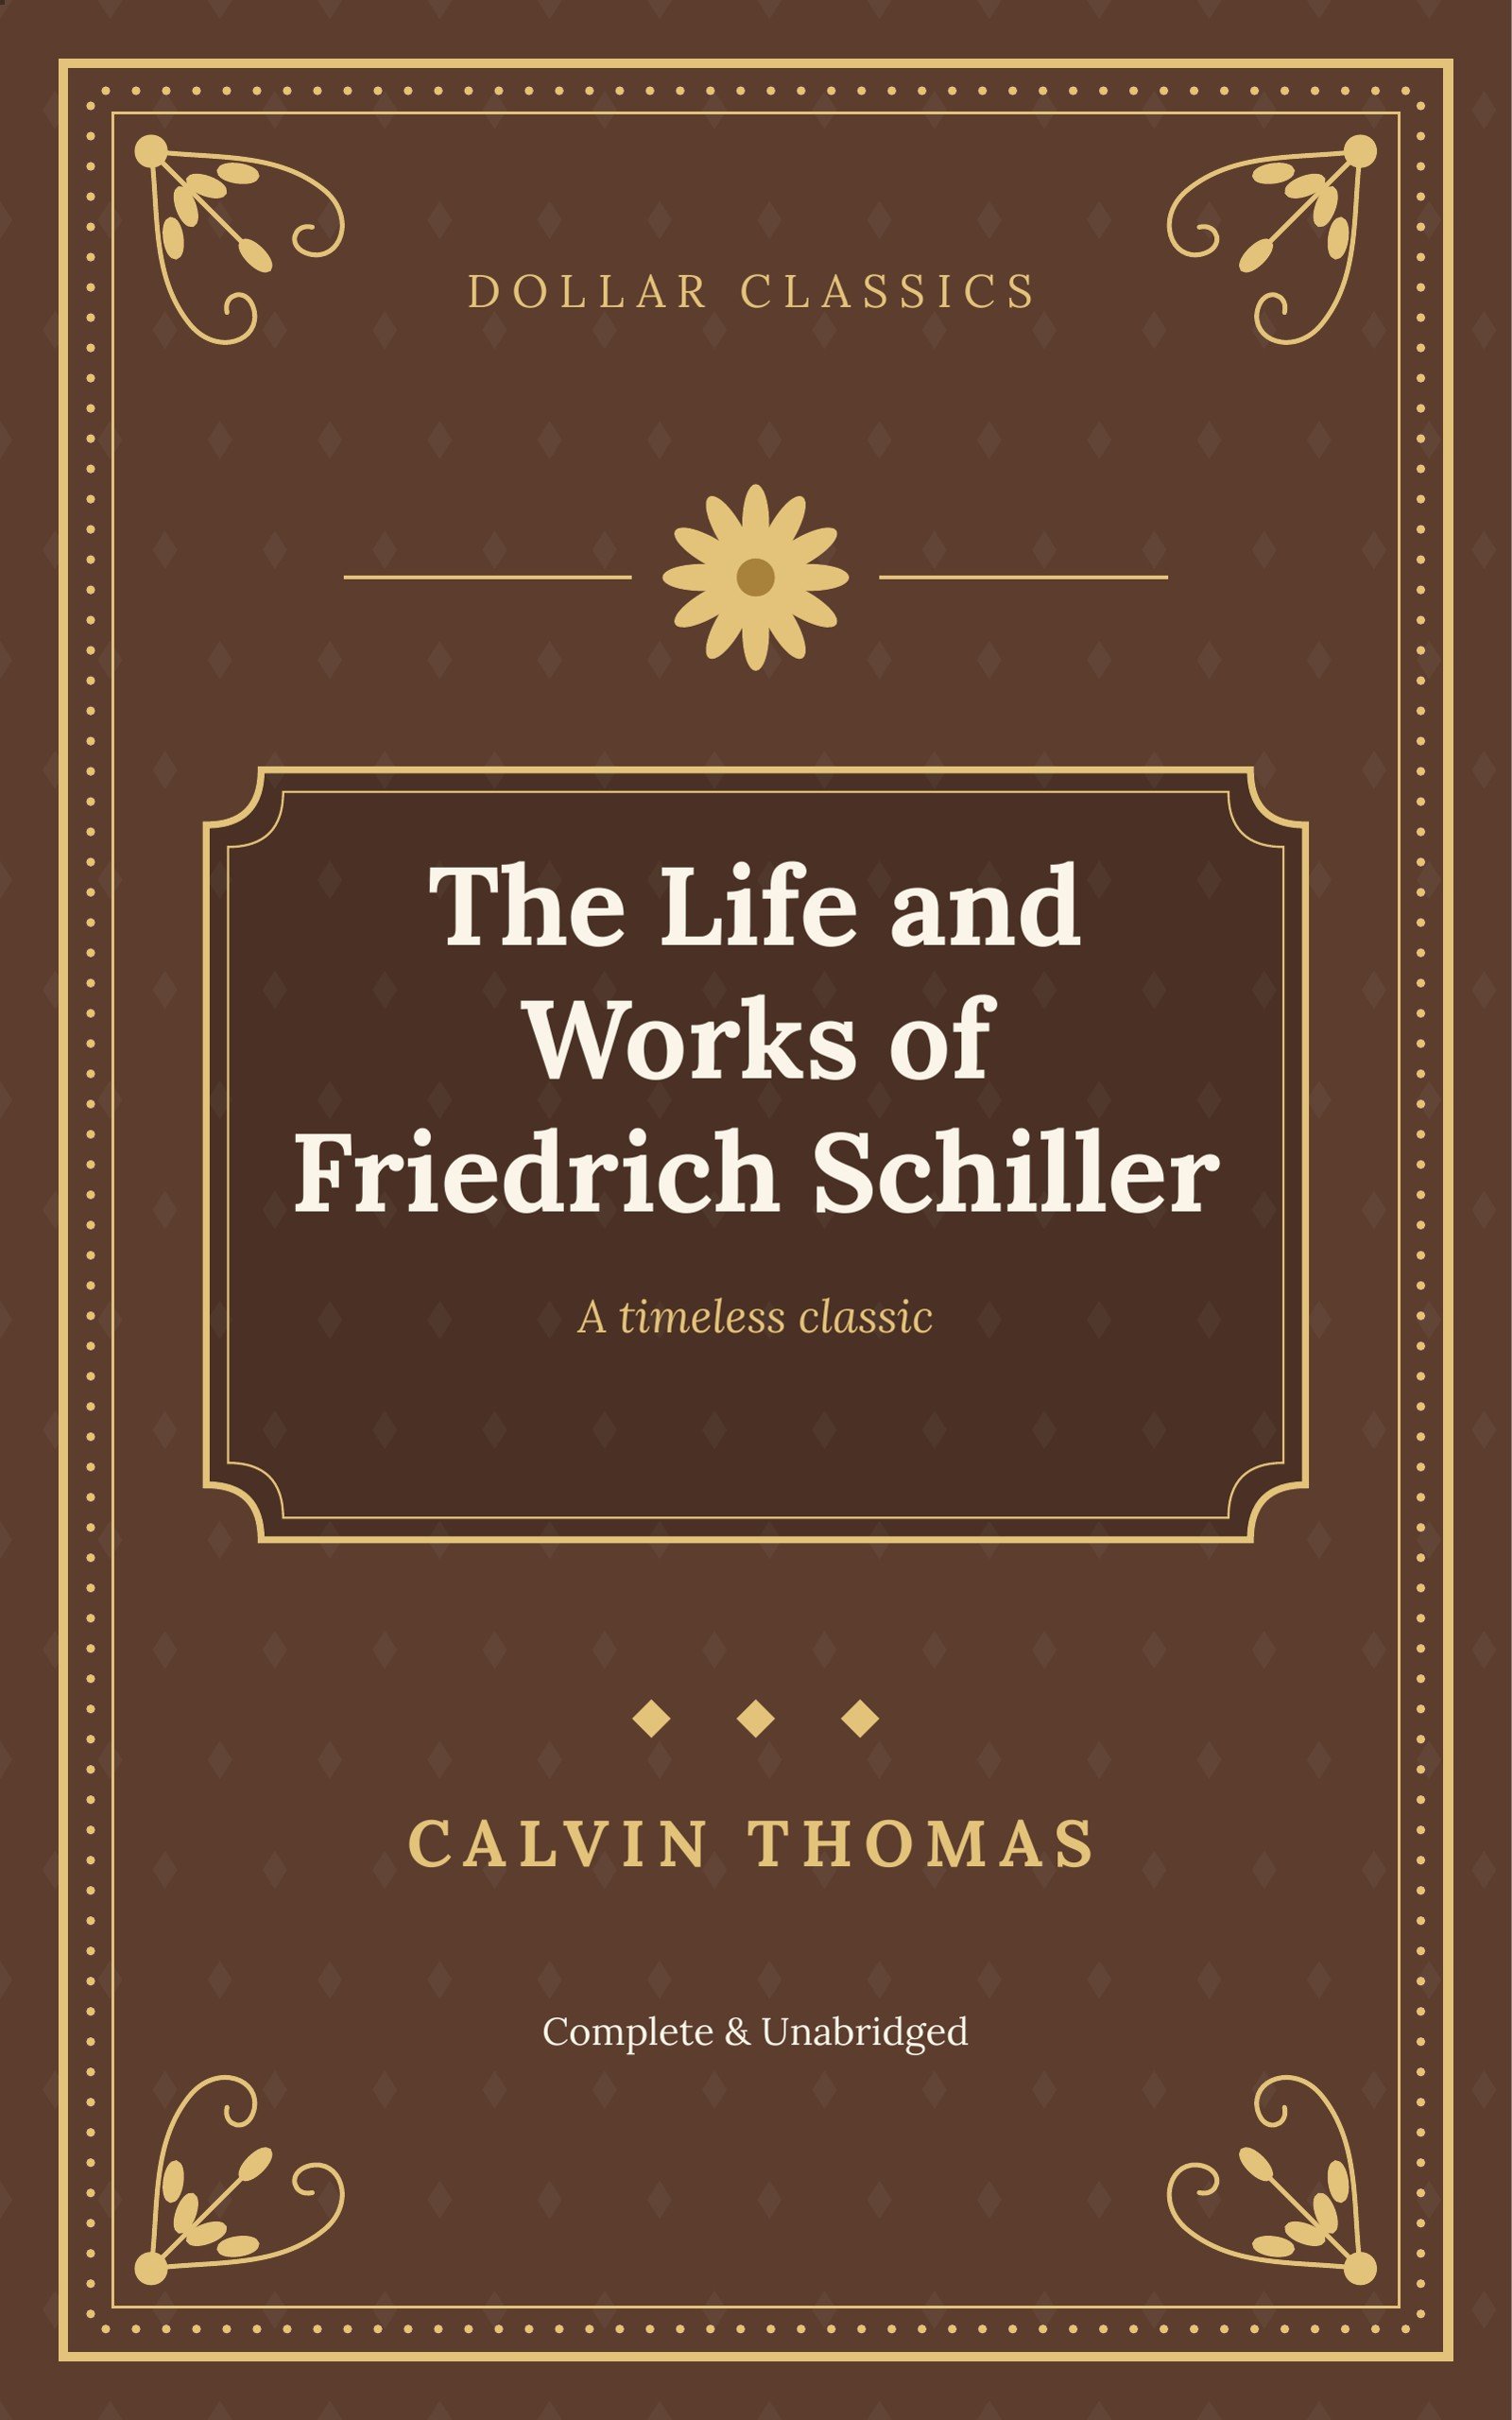 DOLLAR CLASSICS
The Life and
Works of
Friedrich Schiller
A timeless classic
CALVIN THOMAS
Complete & Unabridged